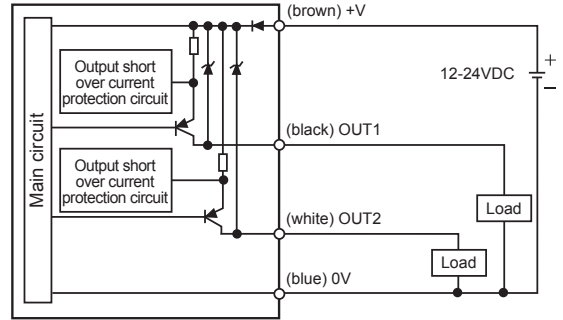 (brown) +V
Output short
over current
protection circuit
12-24VDC
+
−
(black) OUT1
Main circuit
Output short
over current
protection circuit
Load
(white) OUT2
Load
(blue) 0V